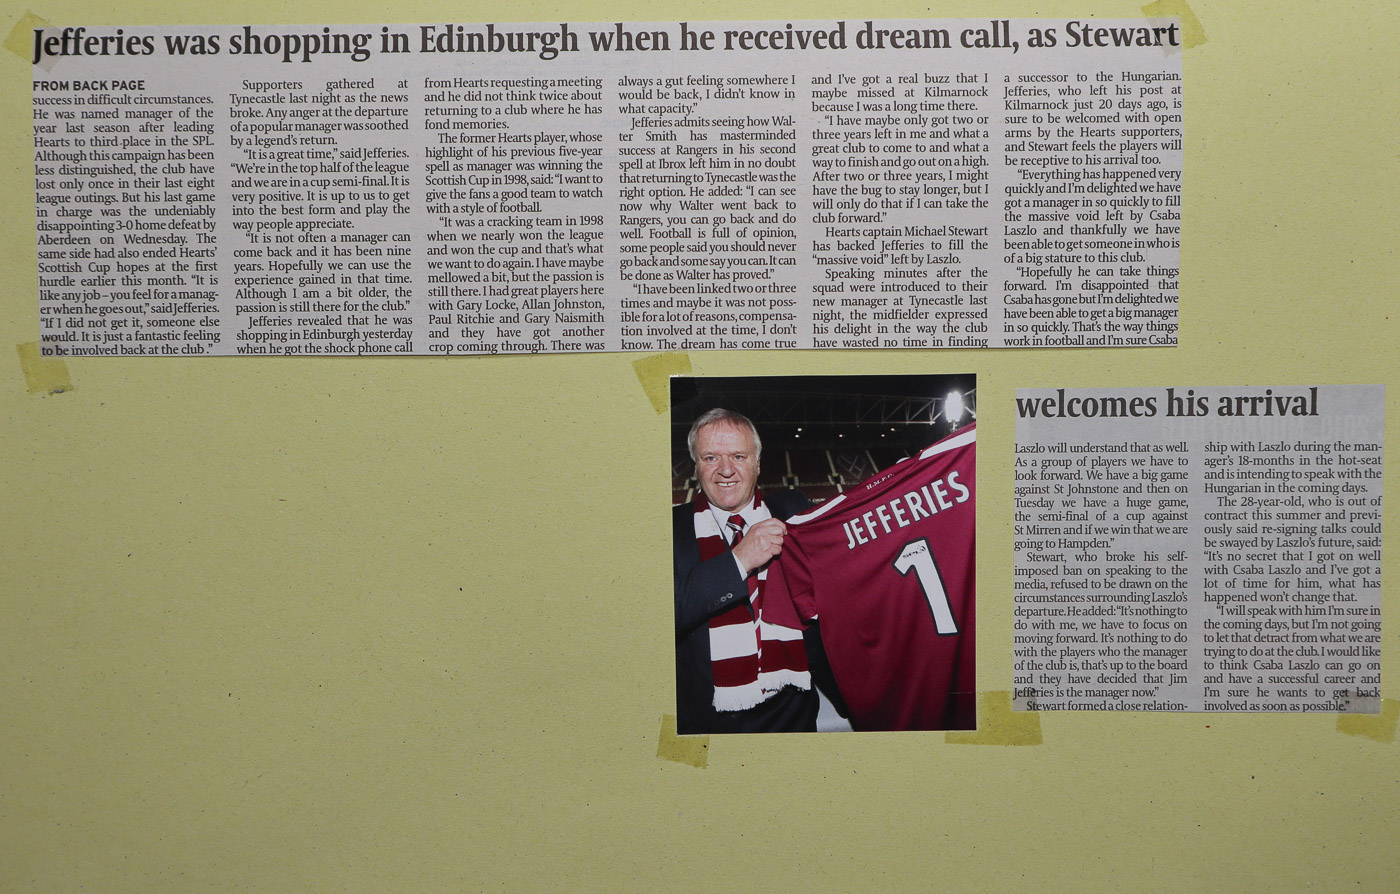 Jefferies was shopping in Edinburgh when he received dream call, as Stewart
FROM BACK PAGE
success in difficult circumstances.
He was named manager of the
year last season after leading
Hearts to third-place in the SPL.
Although this campaign has been
less distinguished, the club have
lost only once in their last eight
league outings. But his last game
in charge was the undeniably
disappointing 3-0 home defeat by
Aberdeen on Wednesday. The
same side had also ended Hearts'
Scottish Cup hopes at the first
hurdle earlier this month. "It is
like any job – you feel for a manag-
er when he goes out," said Jefferies.
"If I did not get it, someone else
would. It is just a fantastic feeling
to be involved back at the club."
Supporters gathered at
Tynecastle last night as the news
broke. Any anger at the departure
of a popular manager was soothed
by a legend's return.
"It is a great time," said Jefferies.
"We're in the top half of the league
and we are in a cup semi-final. It is
very positive. It is up to us to get
into the best form and play the
way people appreciate.
"It is not often a manager can
come back and it has been nine
years. Hopefully we can use the
experience gained in that time.
Although I am a bit older, the
passion is still there for the club."
Jefferies revealed that he was
shopping in Edinburgh yesterday
when he got the shock phone call
from Hearts requesting a meeting
and he did not think twice about
returning to a club where he has
fond memories.
The former Hearts player, whose
highlight of his previous five-year
spell as manager was winning the
Scottish Cup in 1998, said: "I want to
give the fans a good team to watch
with a style of football.
"It was a cracking team in 1998
when we nearly won the league
and won the cup and that's what
we want to do again. I have maybe
mellowed a bit, but the passion is
still there. I had great players here
with Gary Locke, Allan Johnston,
Paul Ritchie and Gary Naismith
and they have got another
crop coming through. There was
always a gut feeling somewhere I
would be back, I didn't know in
what capacity."
Jefferies admits seeing how Wal-
ter Smith has masterminded
success at Rangers in his second
spell at Ibrox left him in no doubt
that returning to Tynecastle was the
right option. He added: "I can see
now why Walter went back to
Rangers, you can go back and do
well. Football is full of opinion,
some people said you should never
go back and some say you can. It can
be done as Walter has proved."
"I have been linked two or three
times and maybe it was not poss-
ible for a lot of reasons, compensa-
tion involved at the time, I don't
know. The dream has come true
and I've got a real buzz that I
maybe missed at Kilmarnock
because I was a long time there.
"I have maybe only got two or
three years left in me and what a
great club to come to and what a
way to finish and go out on a high.
After two or three years, I might
have the bug to stay longer, but I
will only do that if I can take the
club forward."
Hearts captain Michael Stewart
has backed Jefferies to fill the
"massive void" left by Laszlo.
Speaking minutes after the
squad were introduced to their
new manager at Tynecastle last
night, the midfielder expressed
his delight in the way the club
have wasted no time in finding
a successor to the Hungarian.
Jefferies, who left his post at
Kilmarnock just 20 days ago, is
sure to be welcomed with open
arms by the Hearts supporters,
and Stewart feels the players will
be receptive to his arrival too.
"Everything has happened very
quickly and I'm delighted we have
got a manager in so quickly to fill
the massive void left by Csaba
Laszlo and thankfully we have
been able to get someone in who is
of a big stature to this club.
"Hopefully he can take things
forward. I'm disappointed that
Csaba has gone but I'm delighted we
have been able to get a big manager
in so quickly. That's the way things
work in football and I'm sure Csaba
welcomes his arrival
Laszlo will understand that as well.
As a group of players we have to
look forward. We have a big game
against St Johnstone and then on
Tuesday we have a huge game,
the semi-final of a cup against
St Mirren and if we win that we are
going to Hampden."
Stewart, who broke his self-
imposed ban on speaking to the
media, refused to be drawn on the
circumstances surrounding Laszlo's
departure. He added: "It's nothing to
do with me, we have to focus on
moving forward. It's nothing to do
with the players who the manager
of the club is, that's up to the board
and they have decided that Jim
Jefferies is the manager now."
Stewart formed a close relation-
ship with Laszlo during the man-
ager's 18-months in the hot-seat
and is intending to speak with the
Hungarian in the coming days.
The 28-year-old, who is out of
contract this summer and previ-
ously said re-signing talks could
be swayed by Laszlo's future, said:
"It's no secret that I got on well
with Csaba Laszlo and I've got a
lot of time for him, what has
happened won't change that.
"I will speak with him I'm sure in
the coming days, but I'm not going
to let that detract from what we are
trying to do at the club. I would like
to think Csaba Laszlo can go on
and have a successful career and
I'm sure he wants to get back
involved as soon as possible."
H.M.F.C.
JEFFERIES
1